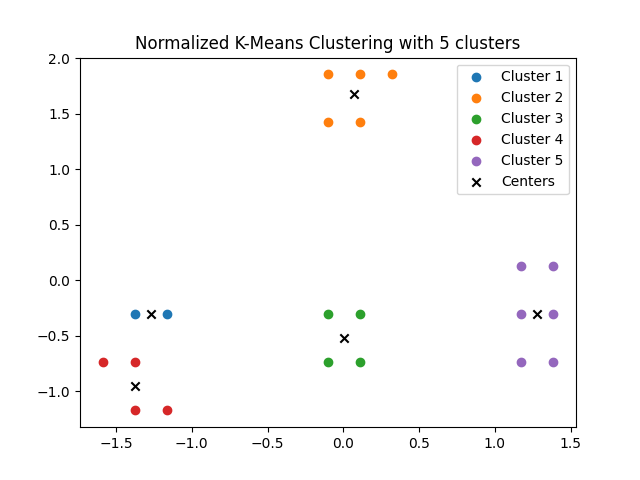 Normalized K-Means Clustering with 5 clusters
2.0
1.5
1.0
0.5
0.0
−0.5
−1.0
Cluster 1
Cluster 2
Cluster 3
Cluster 4
Cluster 5
Centers
−1.5 −1.0 −0.5 0.0 0.5 1.0 1.5